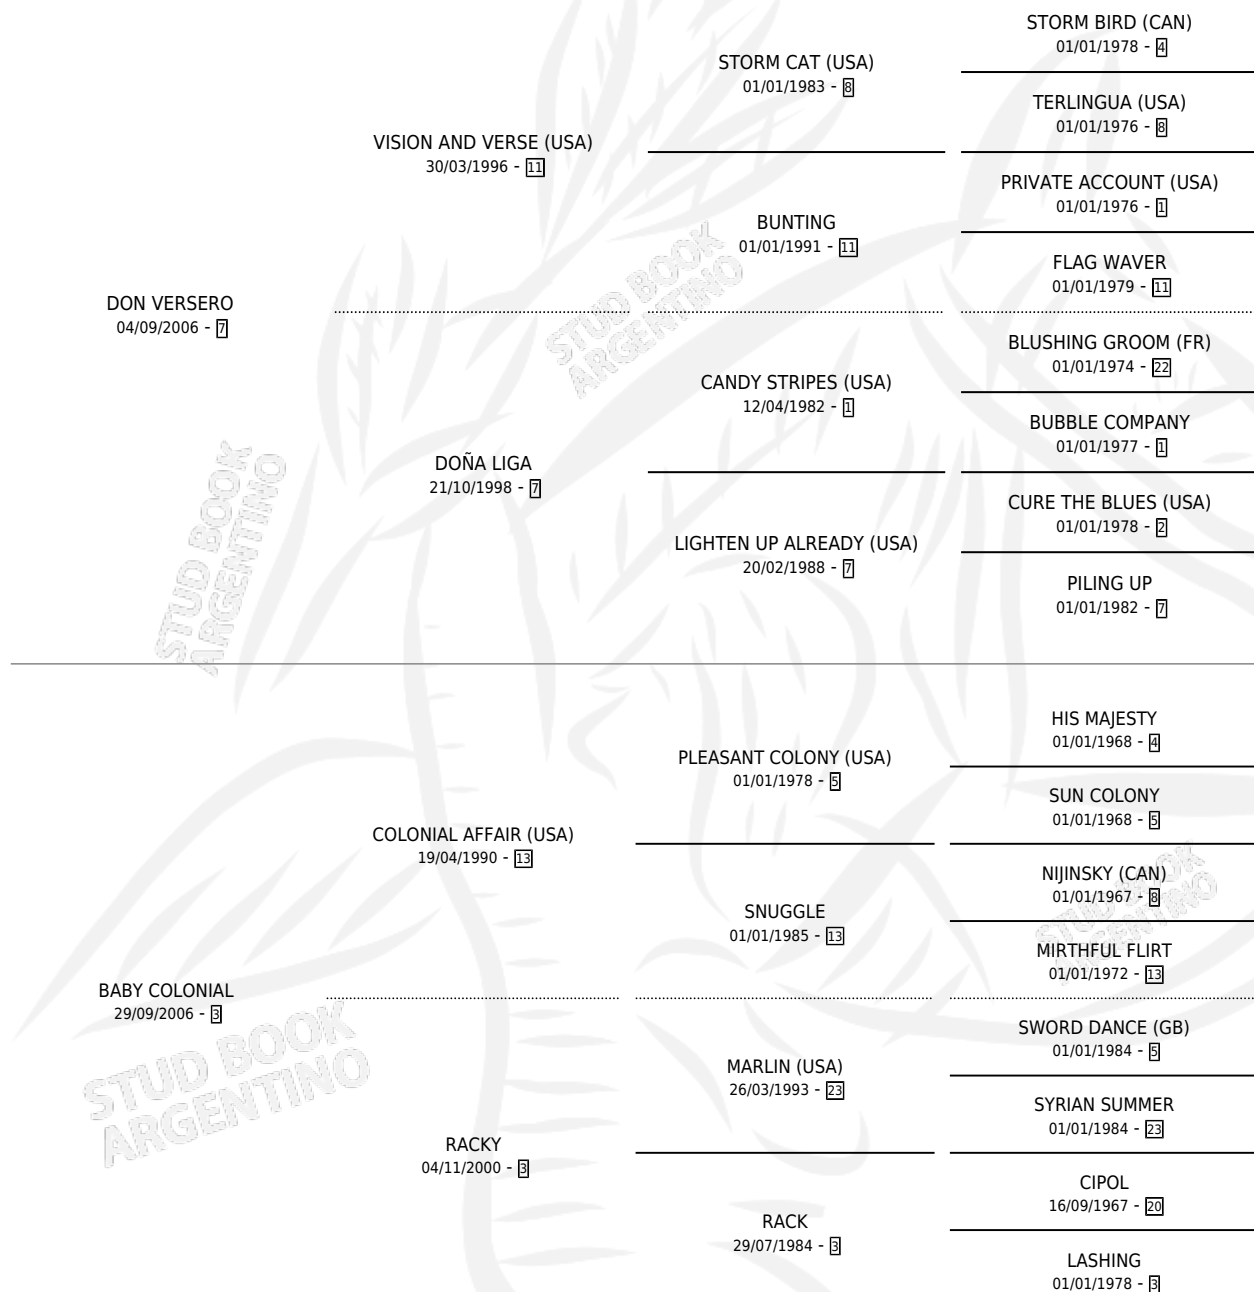 STORM BIRD (CAN)
01/01/1978 - 4
STORM CAT (USA)
01/01/1983 - 8
TERLINGUA (USA)
01/01/1976 - 8
VISION AND VERSE (USA)
30/03/1996 - 11
PRIVATE ACCOUNT (USA)
01/01/1976 - 1
BUNTING
01/01/1991 - 11
FLAG WAVER
01/01/1979 - 11
DON VERSERO
04/09/2006 - 7
BLUSHING GROOM (FR)
01/01/1974 - 22
CANDY STRIPES (USA)
12/04/1982 - 1
BUBBLE COMPANY
01/01/1977 - 1
DOÑA LIGA
21/10/1998 - 7
CURE THE BLUES (USA)
01/01/1978 - 2
LIGHTEN UP ALREADY (USA)
20/02/1988 - 7
PILING UP
01/01/1982 - 7
HIS MAJESTY
01/01/1968 - 4
PLEASANT COLONY (USA)
01/01/1978 - 5
SUN COLONY
01/01/1968 - 5
COLONIAL AFFAIR (USA)
19/04/1990 - 13
NIJINSKY (CAN)
01/01/1967 - 8
SNUGGLE
01/01/1985 - 13
MIRTHFUL FLIRT
01/01/1972 - 13
BABY COLONIAL
29/09/2006 - 3
SWORD DANCE (GB)
01/01/1984 - 5
MARLIN (USA)
26/03/1993 - 23
SYRIAN SUMMER
01/01/1984 - 23
RACKY
04/11/2000 - 3
CIPOL
16/09/1967 - 20
RACK
29/07/1984 - 3
LASHING
01/01/1978 - 3
STUD BOOK
ARGENTINO
STUD BOOK
ARGENTINO
STUD BOOK
ARGENTINO
STUD BOOK
ARGENTINO